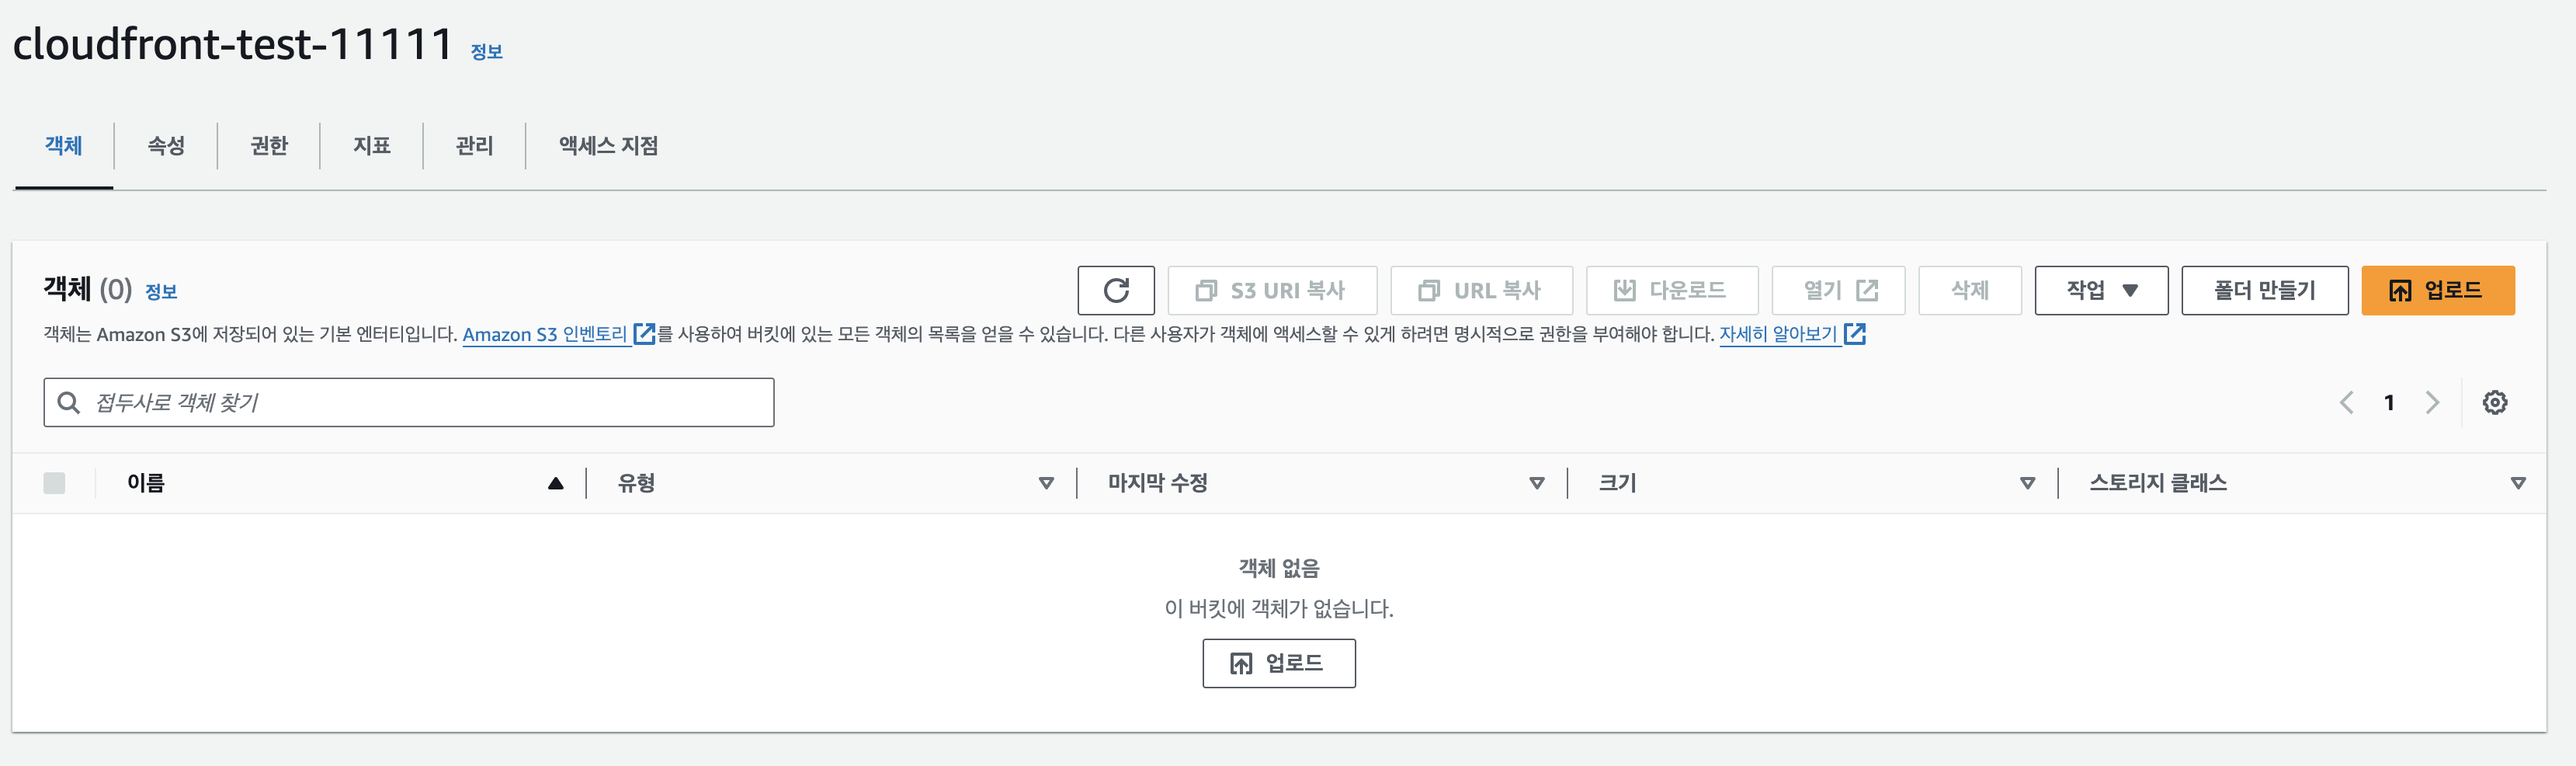 cloudfront-test-11111 정보
객체 속성 권한 지표 관리 액세스 지점
객체 (0) 정보 S3 URI 복사 URL 복사 다운로드 열기 삭제 작업 폴더 만들기 업로드
객체는 Amazon S3에 저장되어 있는 기본 엔터티입니다. Amazon S3 인벤토리를 사용하여 버킷에 있는 모든 객체의 목록을 얻을 수 있습니다. 다른 사용자가 객체에 액세스할 수 있게 하려면 명시적으로 권한을 부여해야 합니다. 자세히 알아보기
접두사로 객체 찾기 1
이름 유형 마지막 수정 크기 스토리지 클래스
객체 없음
이 버킷에 객체가 없습니다.
업로드